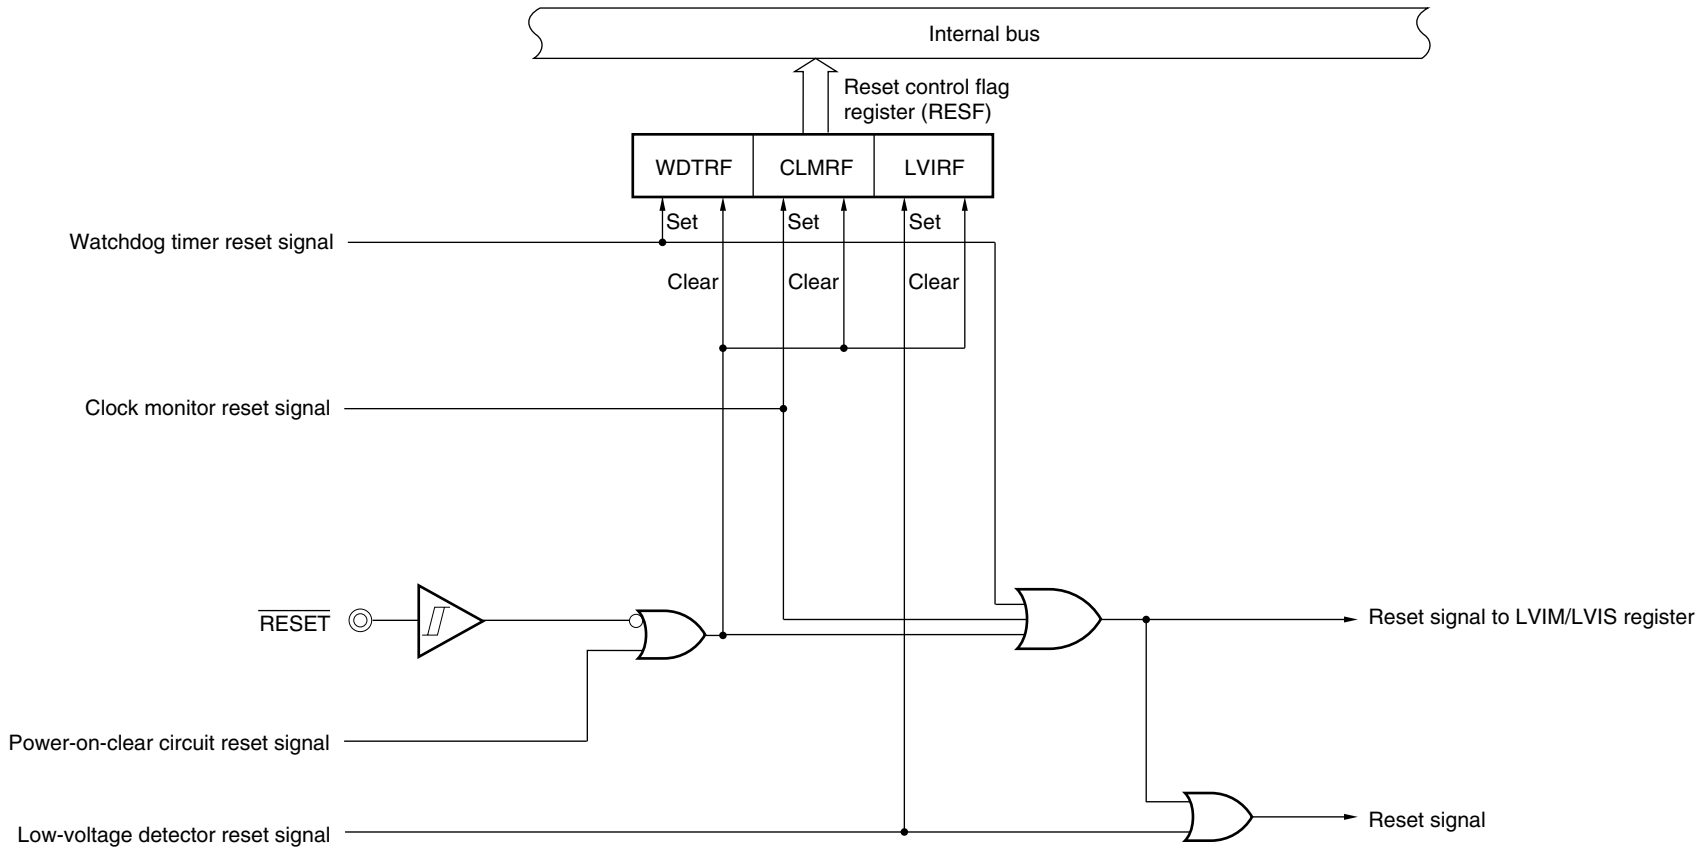 Internal bus
Reset control flag
register (RESF)
WDTRF
CLMRF
LVIRF
Set
Set
Set
Watchdog timer reset signal
Clear
Clear
Clear
Clock monitor reset signal
RESET
Reset signal to LVIM/LVIS register
Power-on-clear circuit reset signal
Low-voltage detector reset signal
Reset signal